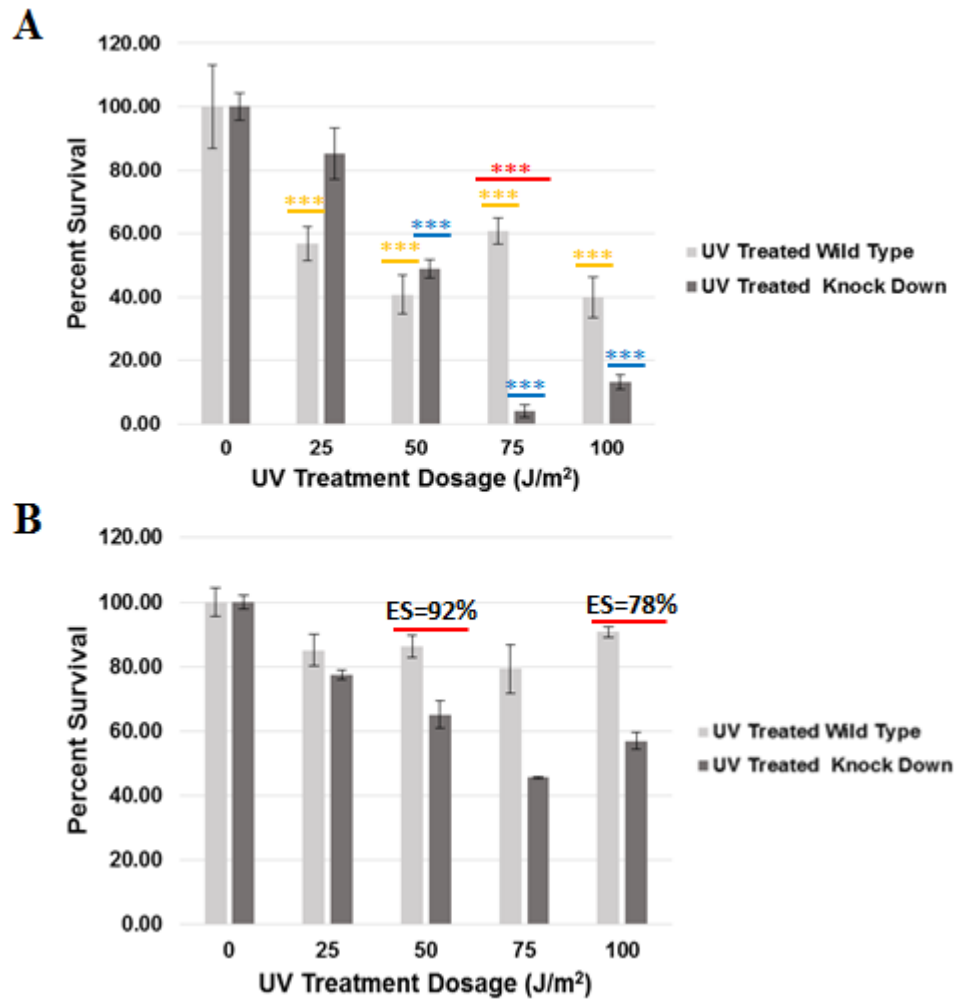 A
120.00
100.00
80.00
60.00
40.00
20.00
0.00
Percent Survival
***
***
***
***
***
***
***
***
0 25 50 75 100
UV Treatment Dosage (J/m²)
UV Treated Wild Type
UV Treated Knock Down
B
120.00
100.00
80.00
60.00
40.00
20.00
0.00
Percent Survival
ES=92% ES=78%
0 25 50 75 100
UV Treatment Dosage (J/m²)
UV Treated Wild Type
UV Treated Knock Down